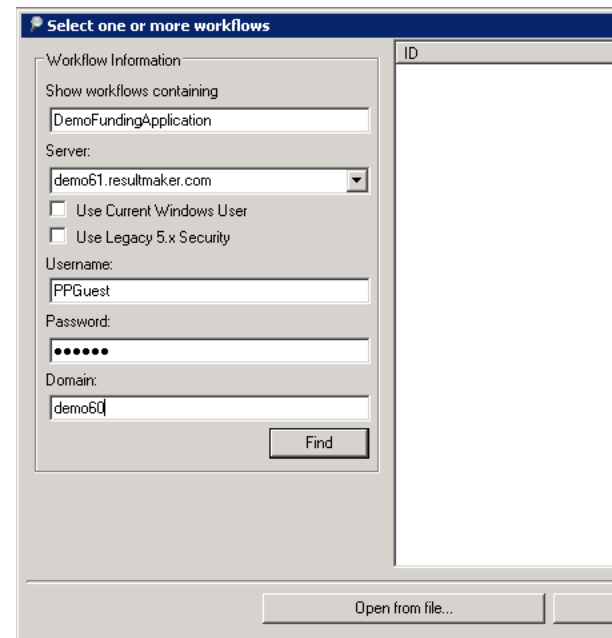 Select one or more workflows
Workflow Information
Show workflows containing
DemoFundingApplication
Server:
demo61.resultmaker.com
Use Current Windows User
Use Legacy 5.x Security
Username:
PPGuest
Password:
●●●●●●
Domain:
demo60
Find
ID
Open from file...